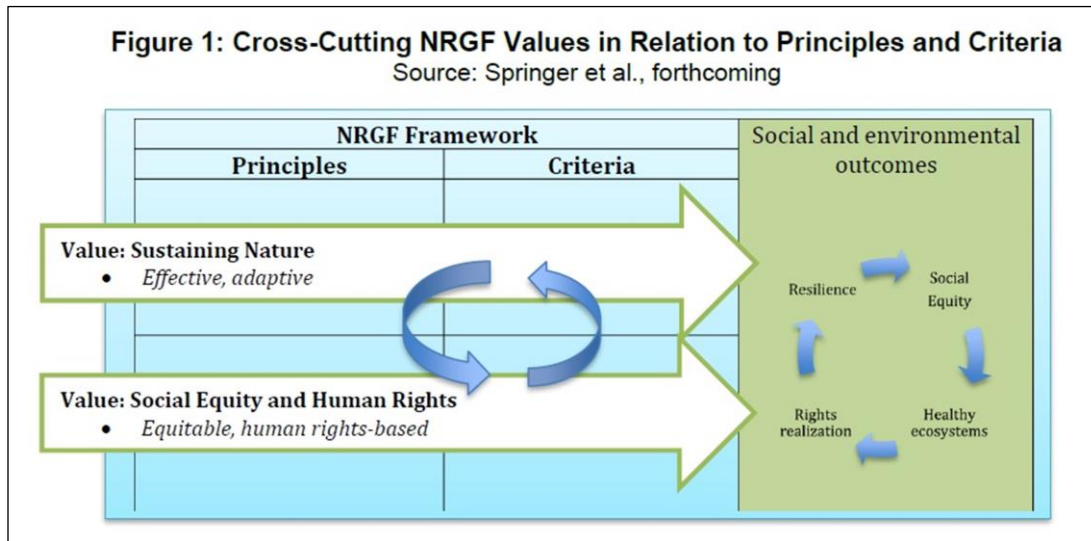 Figure 1: Cross-Cutting NRGF Values in Relation to Principles and Criteria
Source: Springer et al., forthcoming
NRGF Framework
Principles
Criteria
Social and environmental
outcomes
Value: Sustaining Nature
• Effective, adaptive
Value: Social Equity and Human Rights
• Equitable, human rights-based
Resilience
Social
Equity
Healthy
ecosystems
Rights
realization